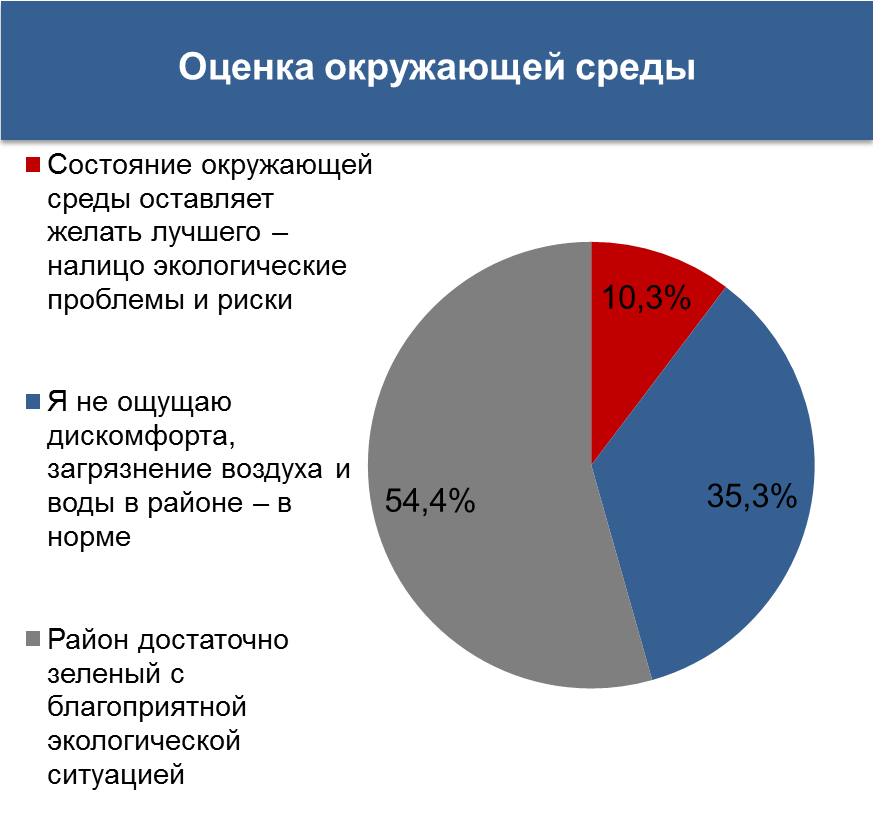 Оценка окружающей среды
Состояние окружающей
среды оставляет
желать лучшего –
налицо экологические
проблемы и риски
Я не ощущаю
дискомфорта,
загрязнение воздуха и
воды в районе – в
норме
Район достаточно
зеленый с
благоприятной
экологической
ситуацией
10,3%
35,3%
54,4%